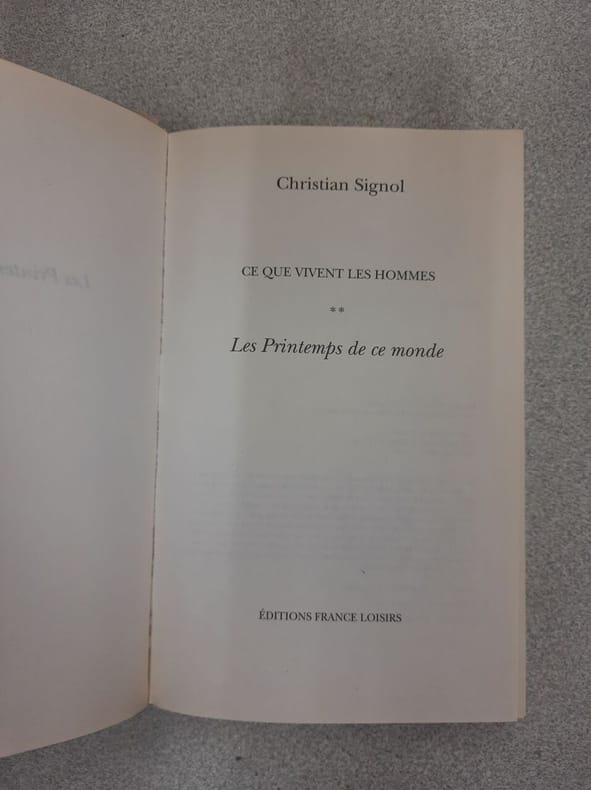 Christian Signol
CE QUE VIVENT LES HOMMES
**
Les Printemps de ce monde
ÉDITIONS FRANCE LOISIRS